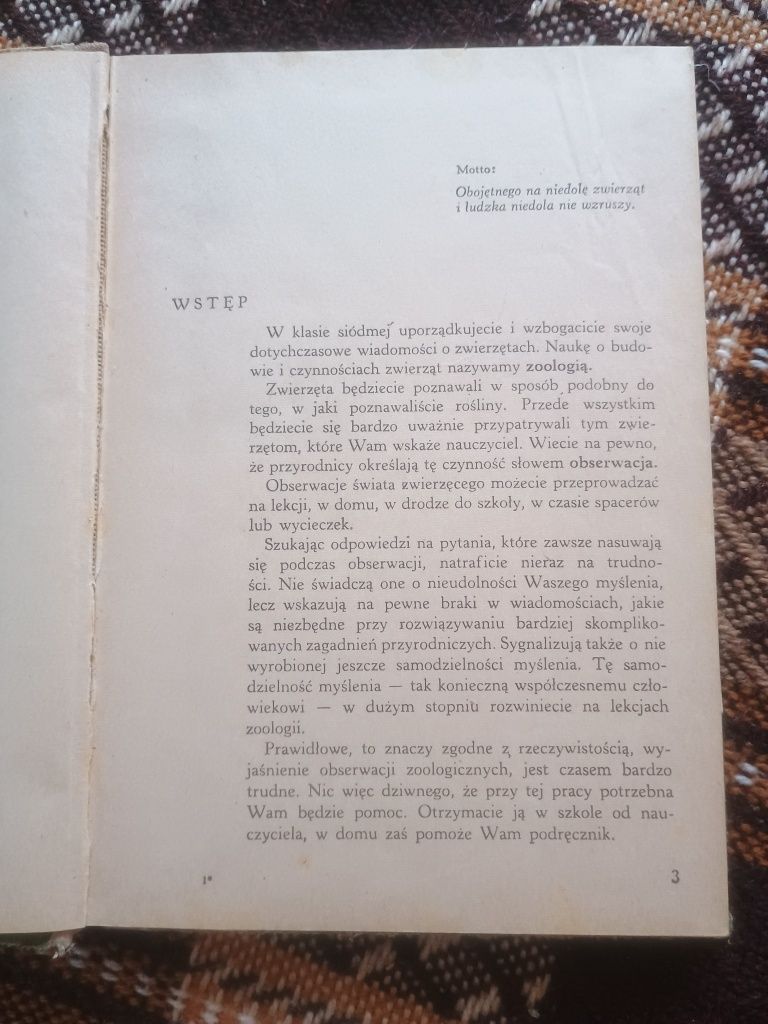 Motto:
Obojętnego na niedolę zwierząt
i ludzka niedola nie wzruszy.
WSTĘP
W klasie siódmej uporządkujecie i wzbogacicie swoje
dotychczasowe wiadomości o zwierzętach. Naukę o budo-
wie i czynnościach zwierząt nazywamy zoologią.
Zwierzęta będziecie poznawali w sposób podobny do
tego, w jaki poznawaliście rośliny. Przede wszystkim
będziecie się bardzo uważnie przypatrywali tym zwie-
rzętom, które Wam wskaże nauczyciel. Wiecie na pewno,
że przyrodnicy określają tę czynność słowem obserwacja.
Obserwacje świata zwierzęcego możecie przeprowadzać
na lekcji, w domu, w drodze do szkoły, w czasie spacerów
lub wycieczek.
Szukając odpowiedzi na pytania, które zawsze nasuwają
się podczas obserwacji, natraficie nieraz na trudno-
ści. Nie świadczą one o nieudolności Waszego myślenia,
lecz wskazują na pewne braki w wiadomościach, jakie
są niezbędne przy rozwiązywaniu bardziej skompliko-
wanych zagadnień przyrodniczych. Sygnalizują także o nie
wyrobionej jeszcze samodzielności myślenia. Tę samo-
dzielność myślenia — tak konieczną współczesnemu czło-
wiekowi — w dużym stopniu rozwiniecie na lekcjach
zoologii.
Prawidłowe, to znaczy zgodne z rzeczywistością, wy-
jaśnienie obserwacji zoologicznych, jest czasem bardzo
trudne. Nic więc dziwnego, że przy tej pracy potrzebna
Wam będzie pomoc. Otrzymacie ją w szkole od nau-
czyciela, w domu zaś pomoże Wam podręcznik.
1* 3